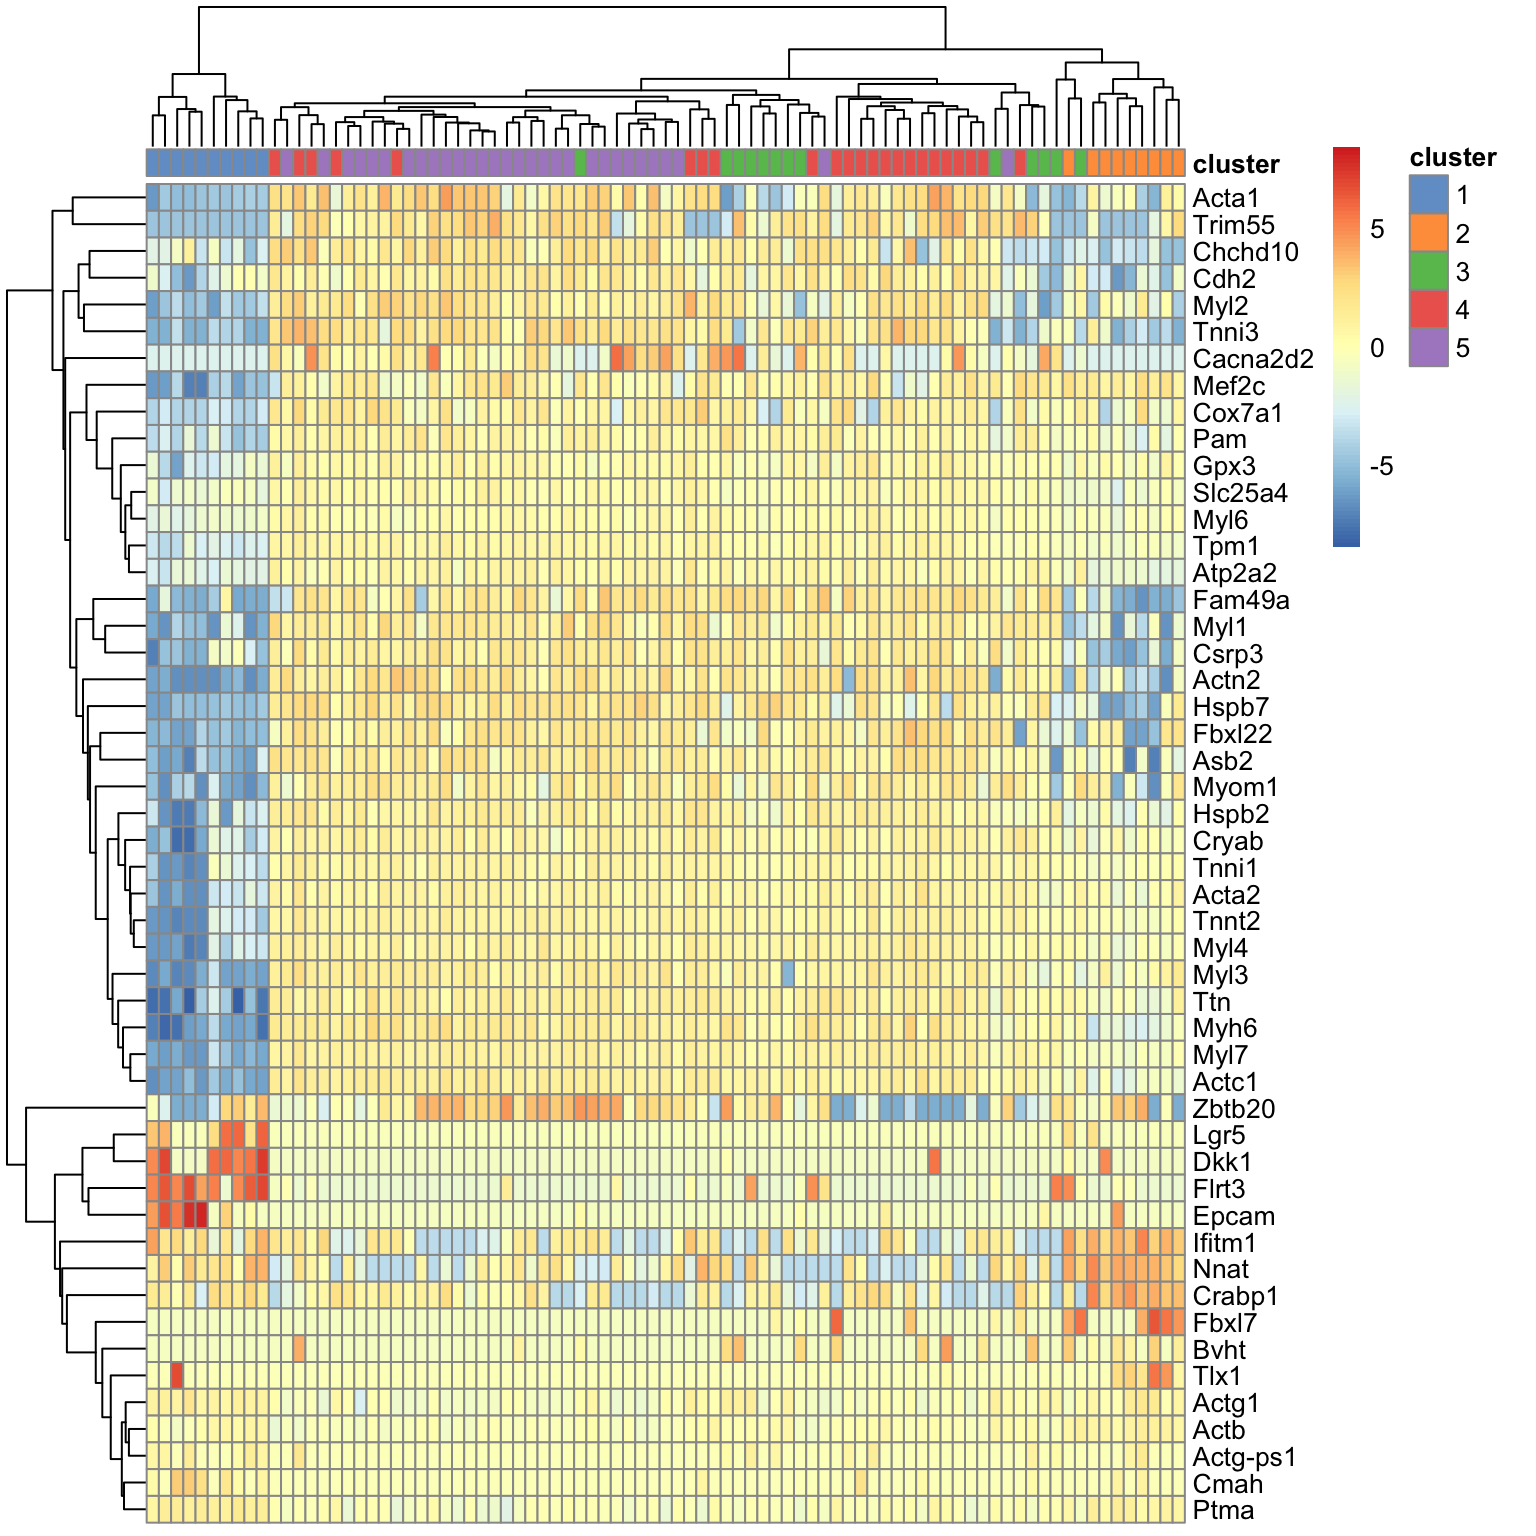 cluster
Acta1
Trim55
Chchd10
Cdh2
Myl2
Tnni3
Cacna2d2
Mef2c
Cox7a1
Pam
Gpx3
Slc25a4
Myl6
Tpm1
Atp2a2
Fam49a
Myl1
Csrp3
Actn2
Hspb7
Fbxl22
Asb2
Myom1
Hspb2
Cryab
Tnni1
Acta2
Tnnt2
Myl4
Myl3
Ttn
Myh6
Myl7
Actc1
Zbtb20
Lgr5
Dkk1
Flrt3
Epcam
Ifitm1
Nnat
Crabp1
Fbxl7
Bvht
Tlx1
Actg1
Actb
Actg-ps1
Cmah
Ptma
5
0
-5
cluster
1
2
3
4
5